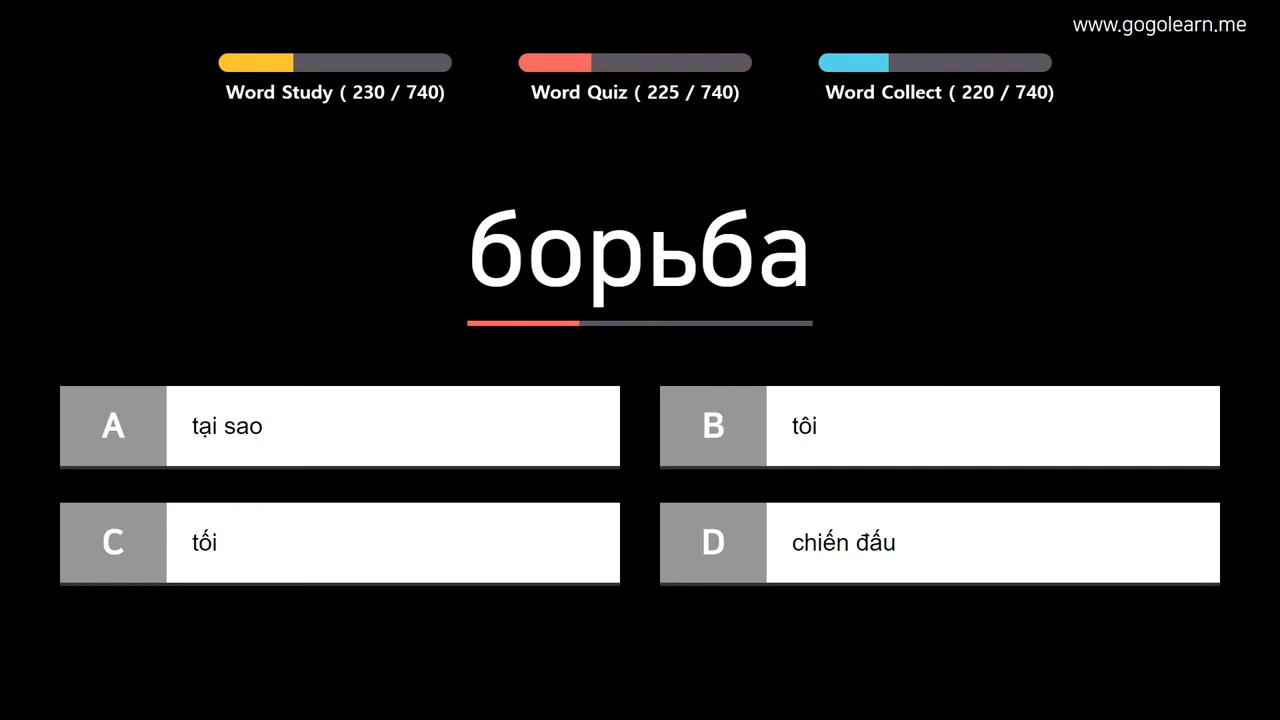 www.gogolearn.me
Word Study ( 230 / 740)
Word Quiz ( 225 / 740)
Word Collect ( 220 / 740)
борьба
A tại sao
B tôi
C tối
D chiến đấu